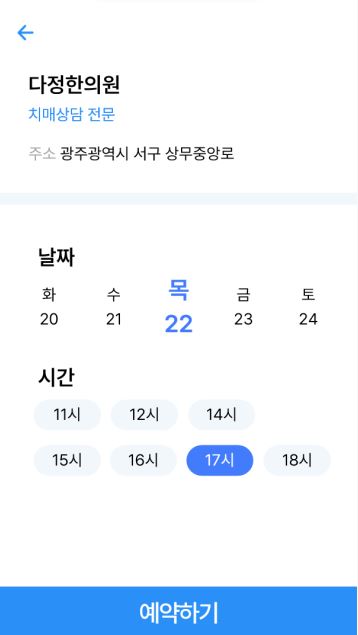 다정한의원
치매상담 전문
주소 광주광역시 서구 상무중앙로
날짜
화 수 목 금 토
20 21 22 23 24
시간
11시 12시 14시
15시 16시 17시 18시
예약하기